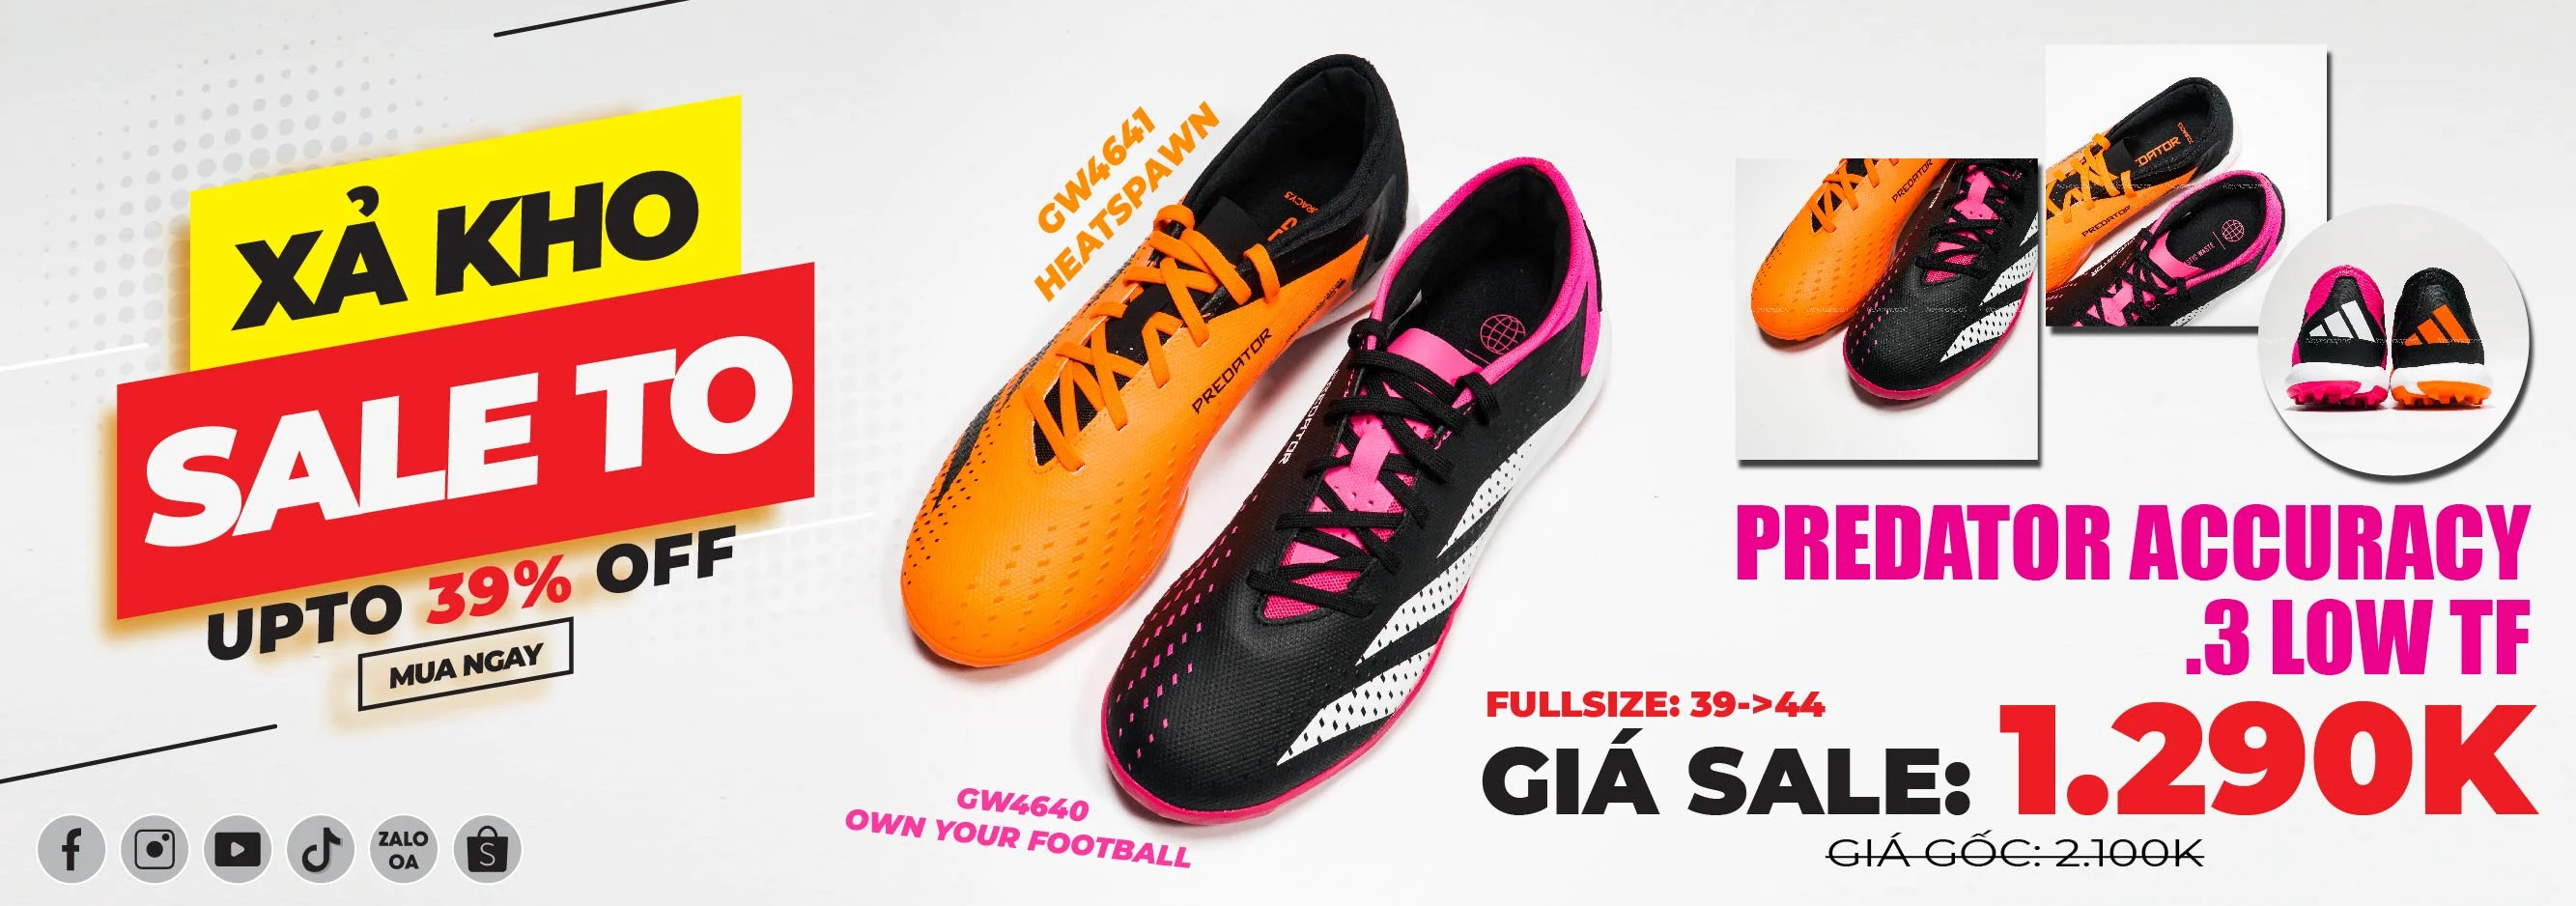 XẢ KHO
SALE TO
UPTO 39% OFF
MUA NGAY
ZALO
OA
GW4641
HEATSPAWN
PREDATOR
GW4640
OWN YOUR FOOTBALL
PREDATOR
PREDATOR
PREDATOR ACCURACY
.3 LOW TF
FULLSIZE: 39->44
GIÁ SALE: 1.290K
GIÁ GỐC: 2.100K